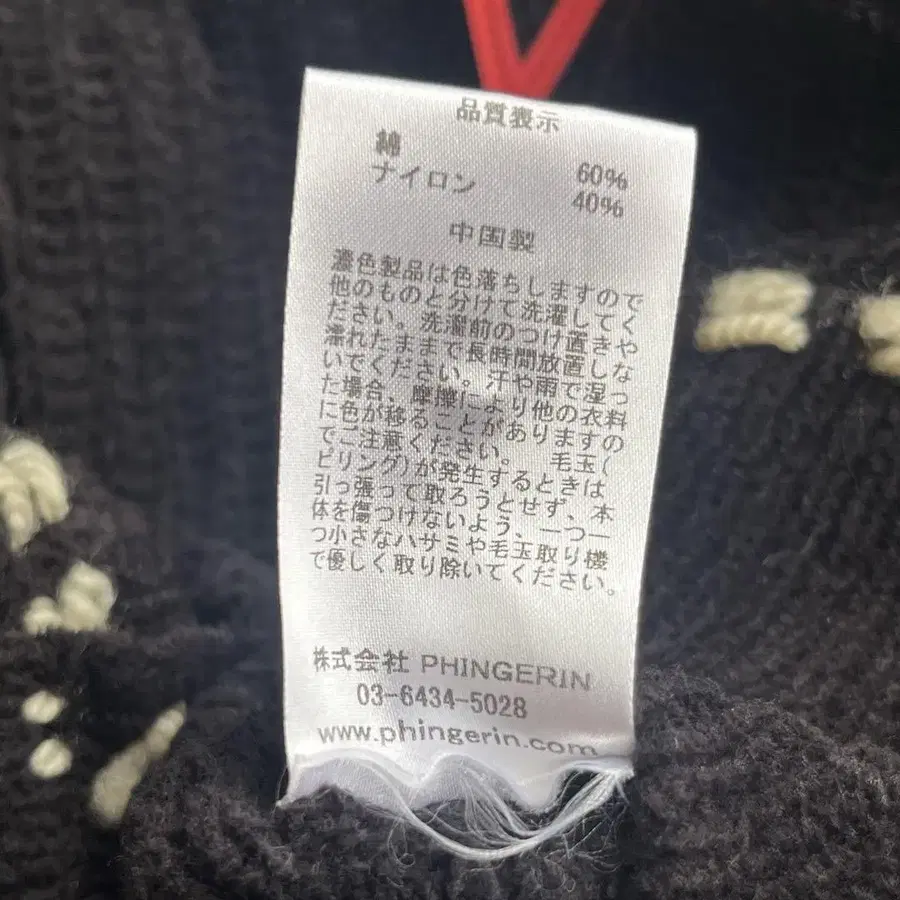 品質表示
綿 60%
ナイロン 40%
中国製
濃色製品は色落ちしますので
他のものと分けて洗濯してく
ださい。洗濯前のつけ置きや
濡れたままで長時間放置しな
いでください。汗や雨で湿っ
た場合、摩擦により他の衣料
に色が移ることがありますの
でご注意ください。 毛玉(
ピリング)が発生するときは
引っ張って取ろうとせず、本
体を傷つけないよう、一つ一
つ小さなハサミや毛玉取り機
で優しく取り除いてください。
株式会社 PHINGERIN
03-6434-5028
www.phingerin.com